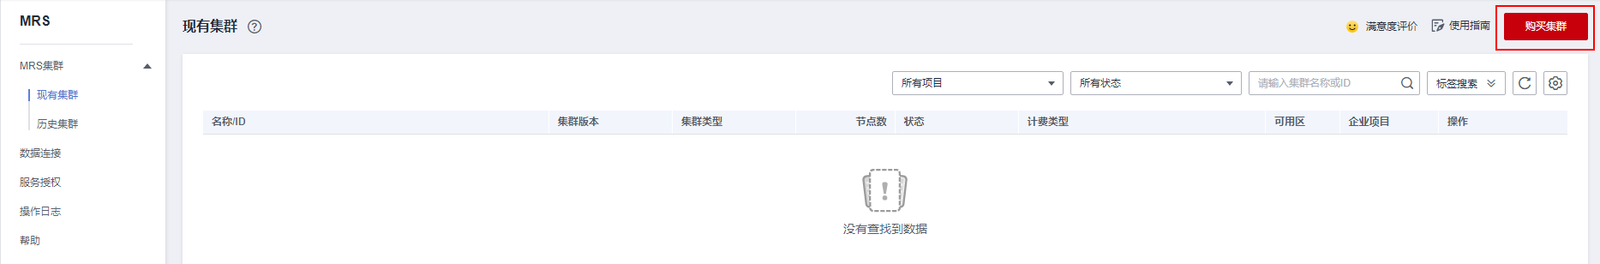 MRS
MRS集群
现有集群
历史集群
数据连接
服务授权
操作日志
帮助
现有集群 ?
满意度评价 使用指南 购买集群
所有项目 所有状态 请输入集群名称或ID 标签搜索
名称/ID 集群版本 集群类型 节点数 状态 计费类型 可用区 企业项目 操作
没有查找到数据